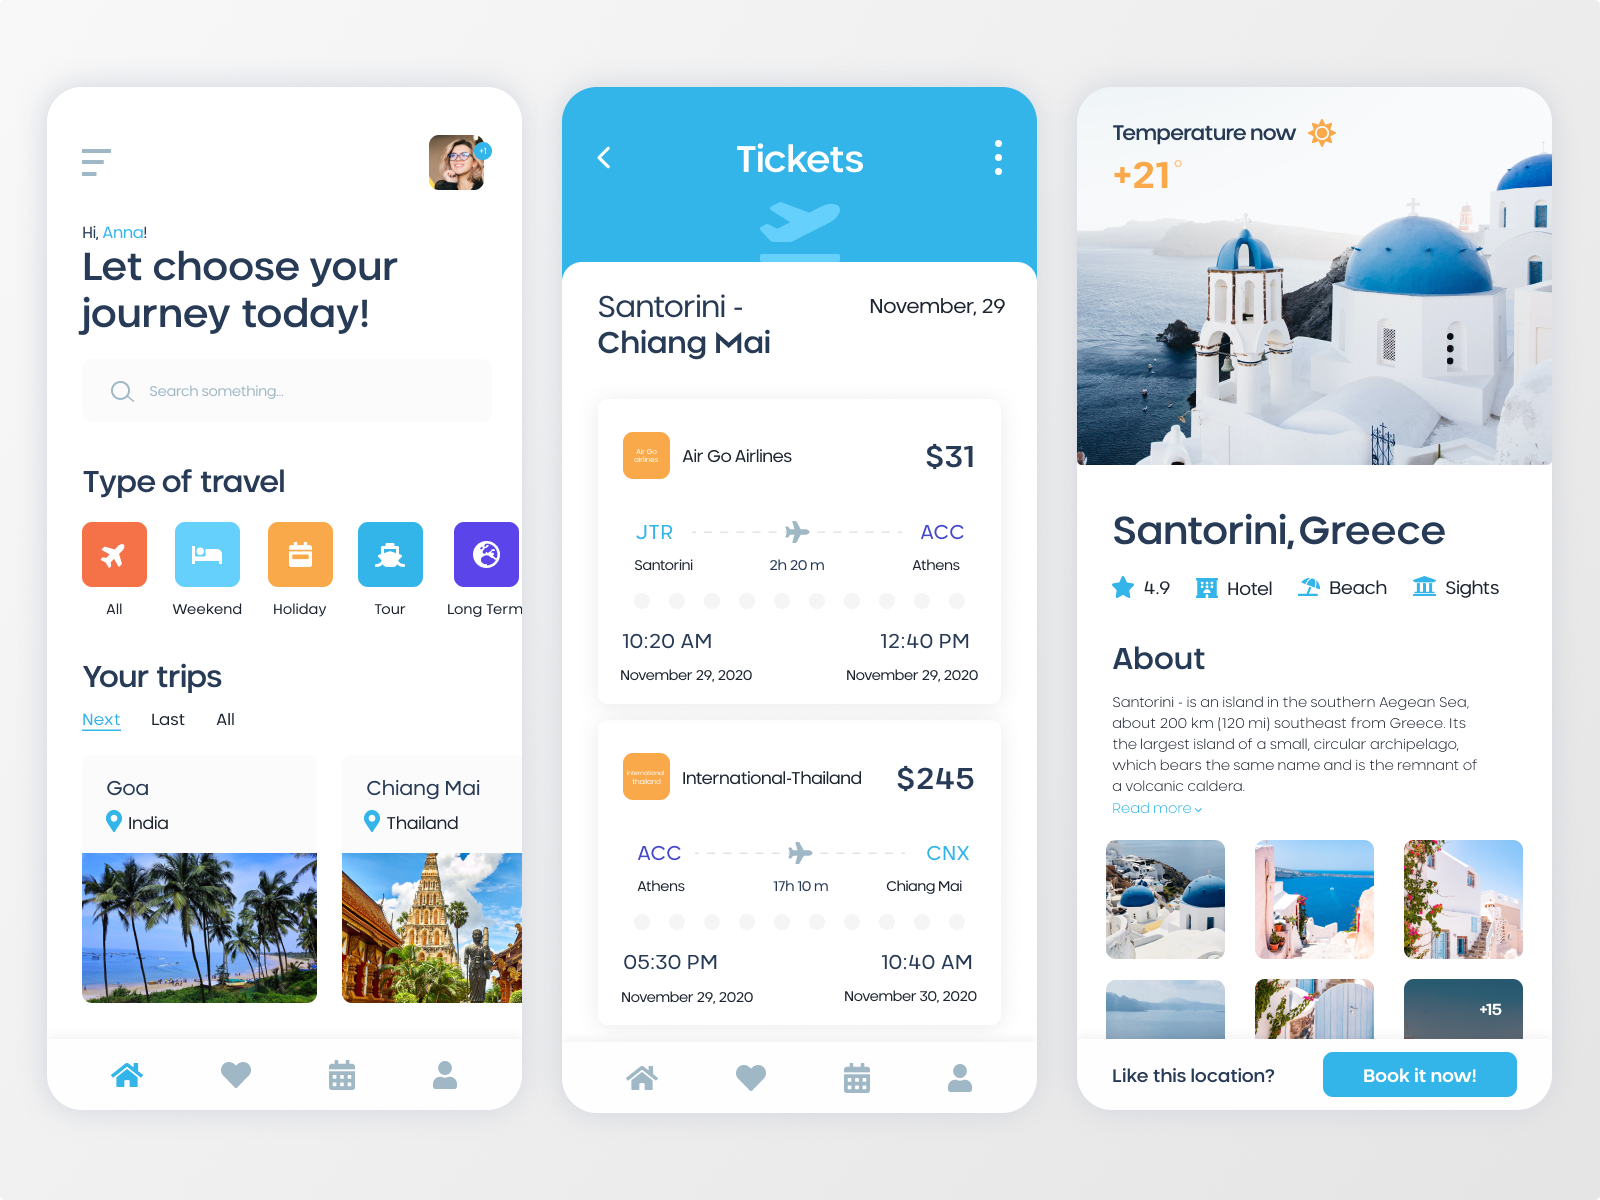 +1
Hi, Anna!
Let choose your
journey today!
Search something...
Type of travel
All
Weekend
Holiday
Tour
Long Term
Your trips
Next
Last
All
Goa
India
Chiang Mai
Thailand
Tickets
Santorini -
Chiang Mai
November, 29
Air Go
airlines
Air Go Airlines
$31
JTR
ACC
Santorini
2h 20 m
Athens
10:20 AM
12:40 PM
November 29, 2020
November 29, 2020
international
thailand
International-Thailand
$245
ACC
CNX
Athens
17h 10 m
Chiang Mai
05:30 PM
10:40 AM
November 29, 2020
November 30, 2020
Temperature now
+21°
Santorini, Greece
4.9
Hotel
Beach
Sights
About
Santorini - is an island in the southern Aegean Sea,
about 200 km (120 mi) southeast from Greece. Its
the largest island of a small, circular archipelago,
which bears the same name and is the remnant of
a volcanic caldera.
Read more
+15
Like this location?
Book it now!